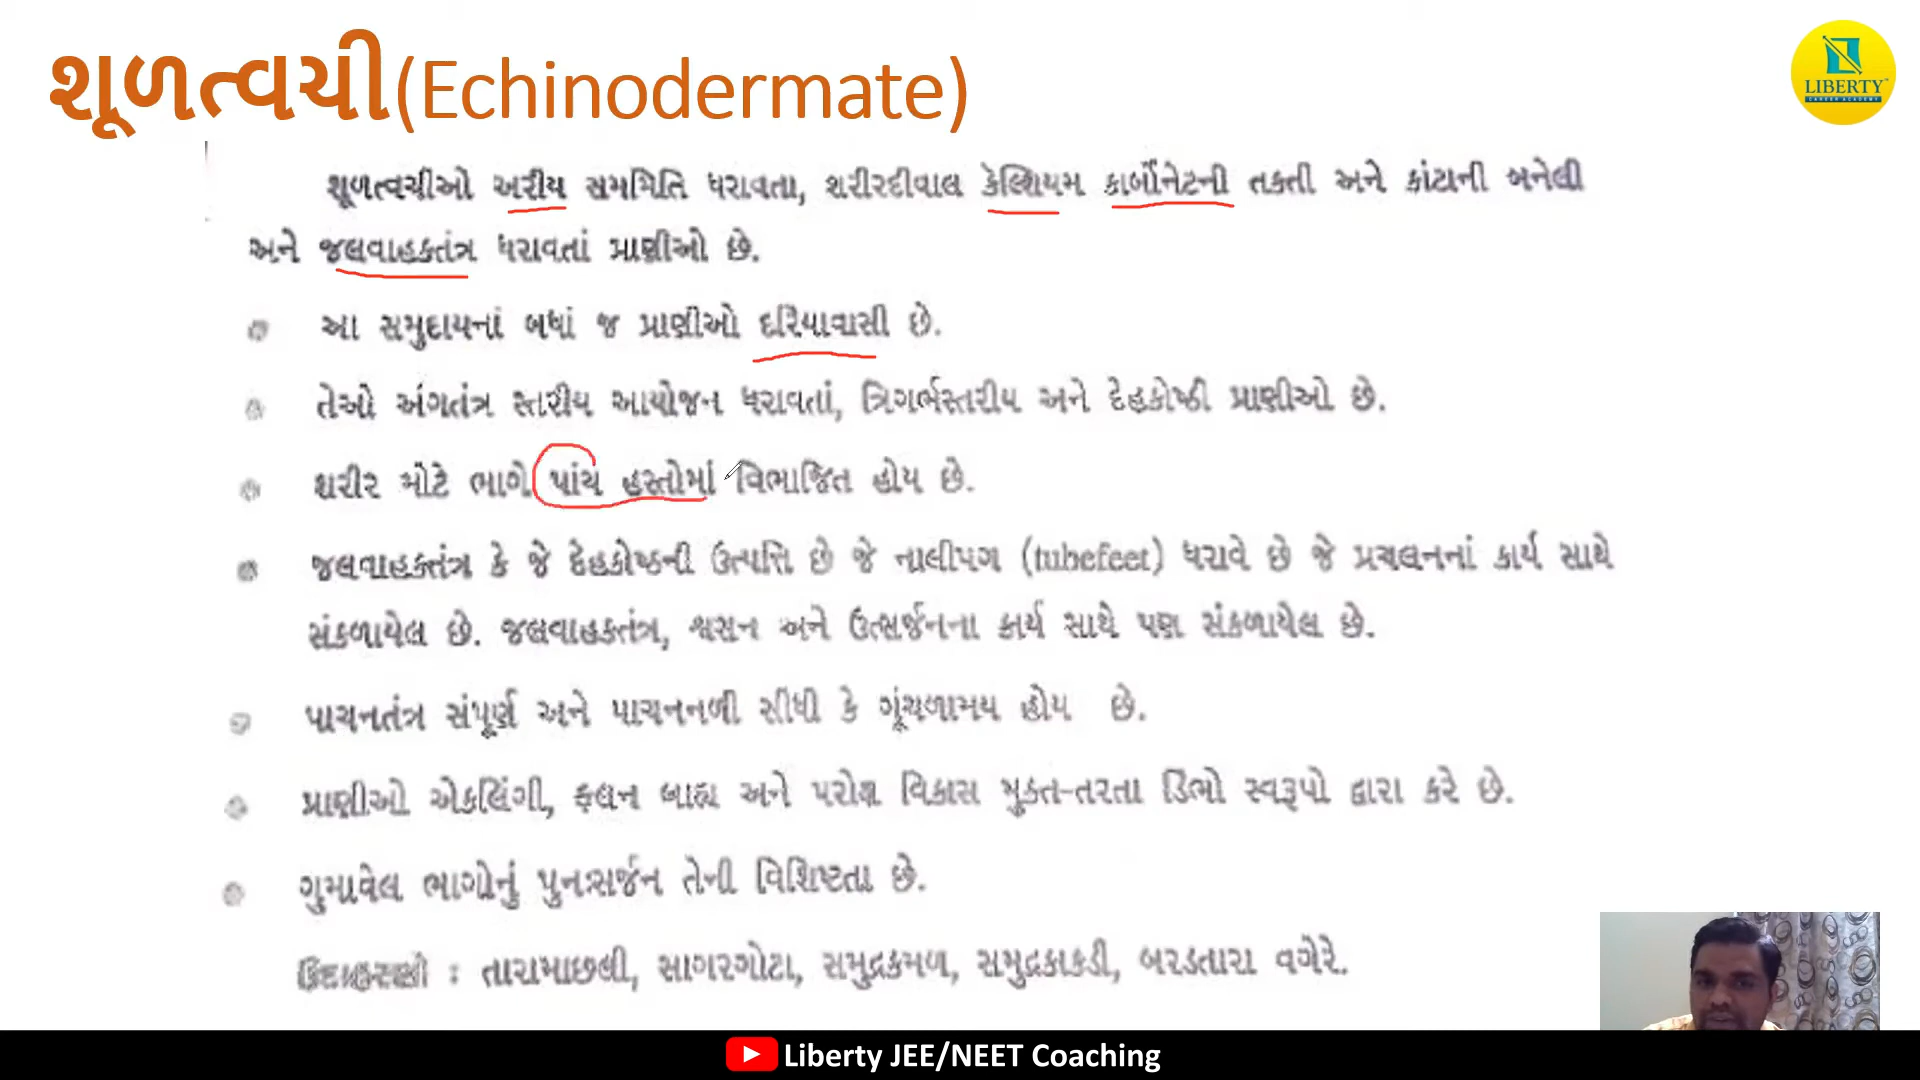 શૂળત્વચી(Echinodermate)
LIBERTY
CAREER ACADEMY
શૂળત્વચીઓ અરીય સમમિતિ ધરાવતા, શરીરદીવાલ કેલ્શિયમ કાર્બોનેટની તકતી અને કાંટાની બનેલી
અને જલવાહકતંત્ર ધરાવતાં પ્રાણીઓ છે.
આ સમુદાયનાં બધાં જ પ્રાણીઓ દરિયાવાસી છે.
તેઓ અંગતંત્ર સ્તરીય આયોજન ધરાવતાં, ત્રિગર્ભસ્તરીય અને દેહકોષ્ઠી પ્રાણીઓ છે.
શરીર મોટે ભાગે પાંચ હસ્તોમાં વિભાજિત હોય છે.
જલવાહકતંત્ર કે જે દેહકોષ્ઠની ઉત્પત્તિ છે જે નાલીપગ (tubefeet) ધરાવે છે જે પ્રચલનનાં કાર્ય સાથે
સંકળાયેલ છે. જલવાહકતંત્ર, શ્વસન અને ઉત્સર્જનના કાર્ય સાથે પણ સંકળાયેલ છે.
પાચનતંત્ર સંપૂર્ણ અને પાચનનળી સીધી કે ગૂંચળામય હોય છે.
પ્રાણીઓ એકલિંગી, ફલન બાહ્ય અને પરોક્ષ વિકાસ મુક્ત-તરતા ડિંભો સ્વરૂપો દ્વારા કરે છે.
ગુમાવેલ ભાગોનું પુનઃસર્જન તેની વિશિષ્ટતા છે.
ઉદાહરણો : તારામાછલી, સાગરગોટા, સમુદ્રકમળ, સમુદ્રકાકડી, બરડતારા વગેરે.
Liberty JEE/NEET Coaching